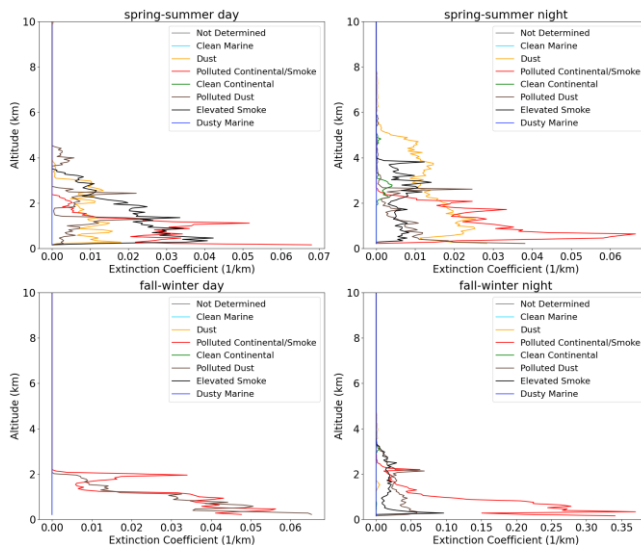 spring-summer day
Altitude (km)
10
8
6
4
2
0
Not Determined
Clean Marine
Dust
Polluted Continental/Smoke
Clean Continental
Polluted Dust
Elevated Smoke
Dusty Marine
0.00 0.01 0.02 0.03 0.04 0.05 0.06 0.07
Extinction Coefficient (1/km)
spring-summer night
Altitude (km)
10
8
6
4
2
0
Not Determined
Clean Marine
Dust
Polluted Continental/Smoke
Clean Continental
Polluted Dust
Elevated Smoke
Dusty Marine
0.00 0.01 0.02 0.03 0.04 0.05 0.06
Extinction Coefficient (1/km)
fall-winter day
Altitude (km)
10
8
6
4
2
0
Not Determined
Clean Marine
Dust
Polluted Continental/Smoke
Clean Continental
Polluted Dust
Elevated Smoke
Dusty Marine
0.00 0.01 0.02 0.03 0.04 0.05 0.06
Extinction Coefficient (1/km)
fall-winter night
Altitude (km)
10
8
6
4
2
0
Not Determined
Clean Marine
Dust
Polluted Continental/Smoke
Clean Continental
Polluted Dust
Elevated Smoke
Dusty Marine
0.00 0.05 0.10 0.15 0.20 0.25 0.30 0.35
Extinction Coefficient (1/km)